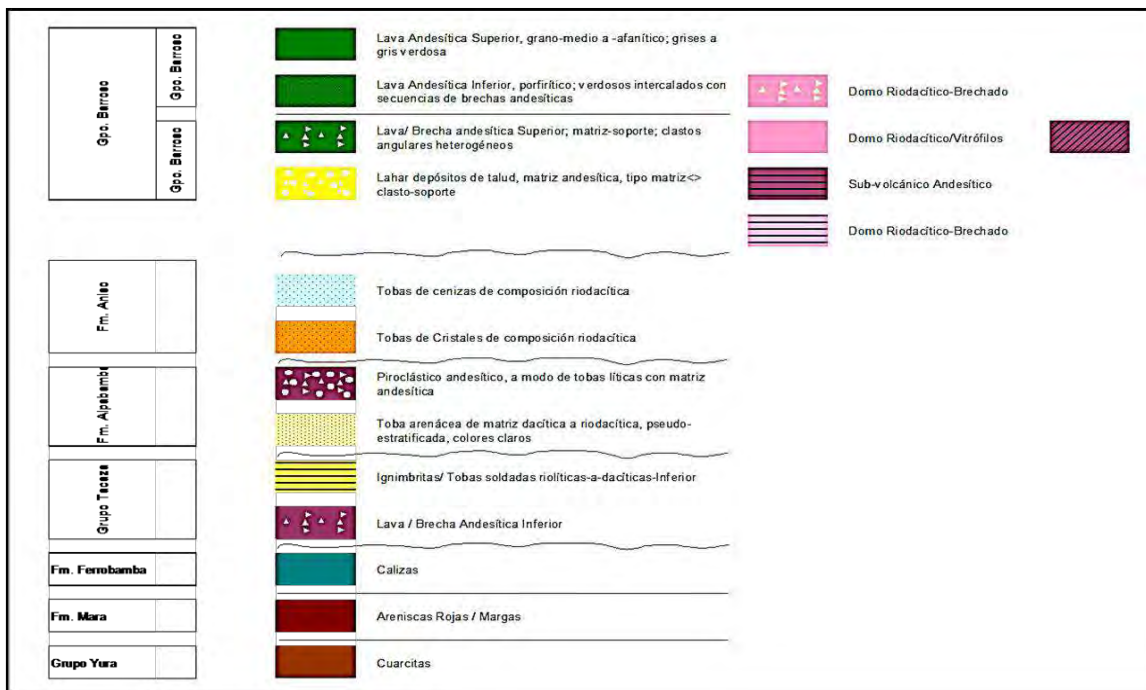 Gpo. Barroso
Gpo. Barroso
Gpo. Barroso
Lava Andesítica Superior, grano-medio a -afanítico; grises a
gris verdosa
Lava Andesítica Inferior, porfirítico; verdosos intercalados con
secuencias de brechas andesíticas
Lava/ Brecha andesítica Superior; matriz-soporte; clastos
angulares heterogéneos
Lahar depósitos de talud, matriz andesítica, tipo matriz<>
clasto-soporte
Domo Riodacítico-Brechado
Domo Riodacítico/Vitrófilos
Sub-volcánico Andesítico
Domo Riodacítico-Brechado
Fm. Aniso
Tobas de cenizas de composición riodacítica
Tobas de Cristales de composición riodacítica
Fm. Alpabamba
Piroclástico andesítico, a modo de tobas líticas con matriz
andesítica
Toba arenácea de matriz dacítica a riodacítica, pseudo-
estratificada, colores claros
Grupo Tacaza
Ignimbritas/ Tobas soldadas riolíticas-a-dacíticas-Inferior
Lava / Brecha Andesítica Inferior
Fm. Ferrobamba
Calizas
Fm. Mara
Areniscas Rojas / Margas
Grupo Yura
Cuarcitas